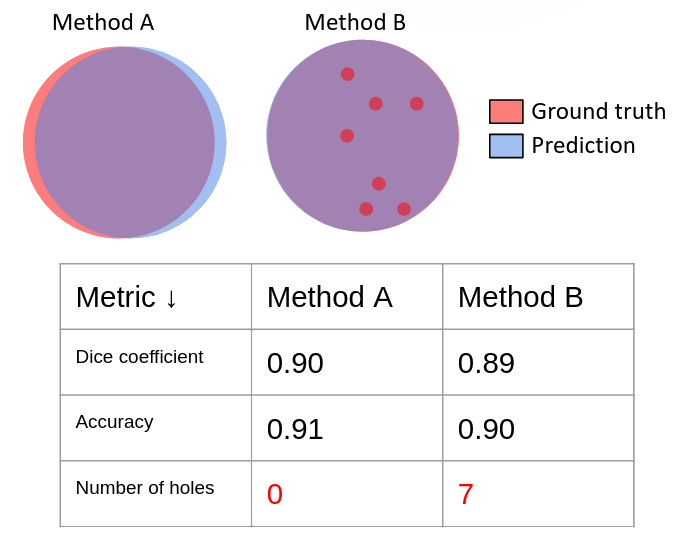 Method A
Method B
Ground truth
Prediction
Metric ↓ Method A Method B
Dice coefficient 0.90 0.89
Accuracy 0.91 0.90
Number of holes 0 7